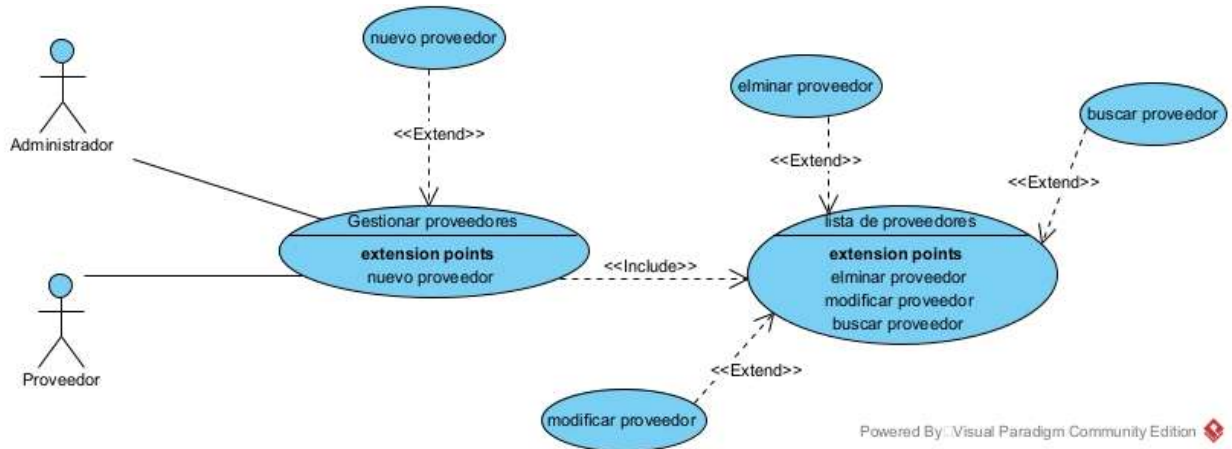 nuevo proveedor
elminar proveedor
buscar proveedor
Administrador
<<Extend>>
<<Extend>>
<<Extend>>
Gestionar proveedores
extension points
nuevo proveedor
<<Include>>
lista de proveedores
extension points
elminar proveedor
modificar proveedor
buscar proveedor
Proveedor
<<Extend>>
modificar proveedor
Powered By Visual Paradigm Community Edition